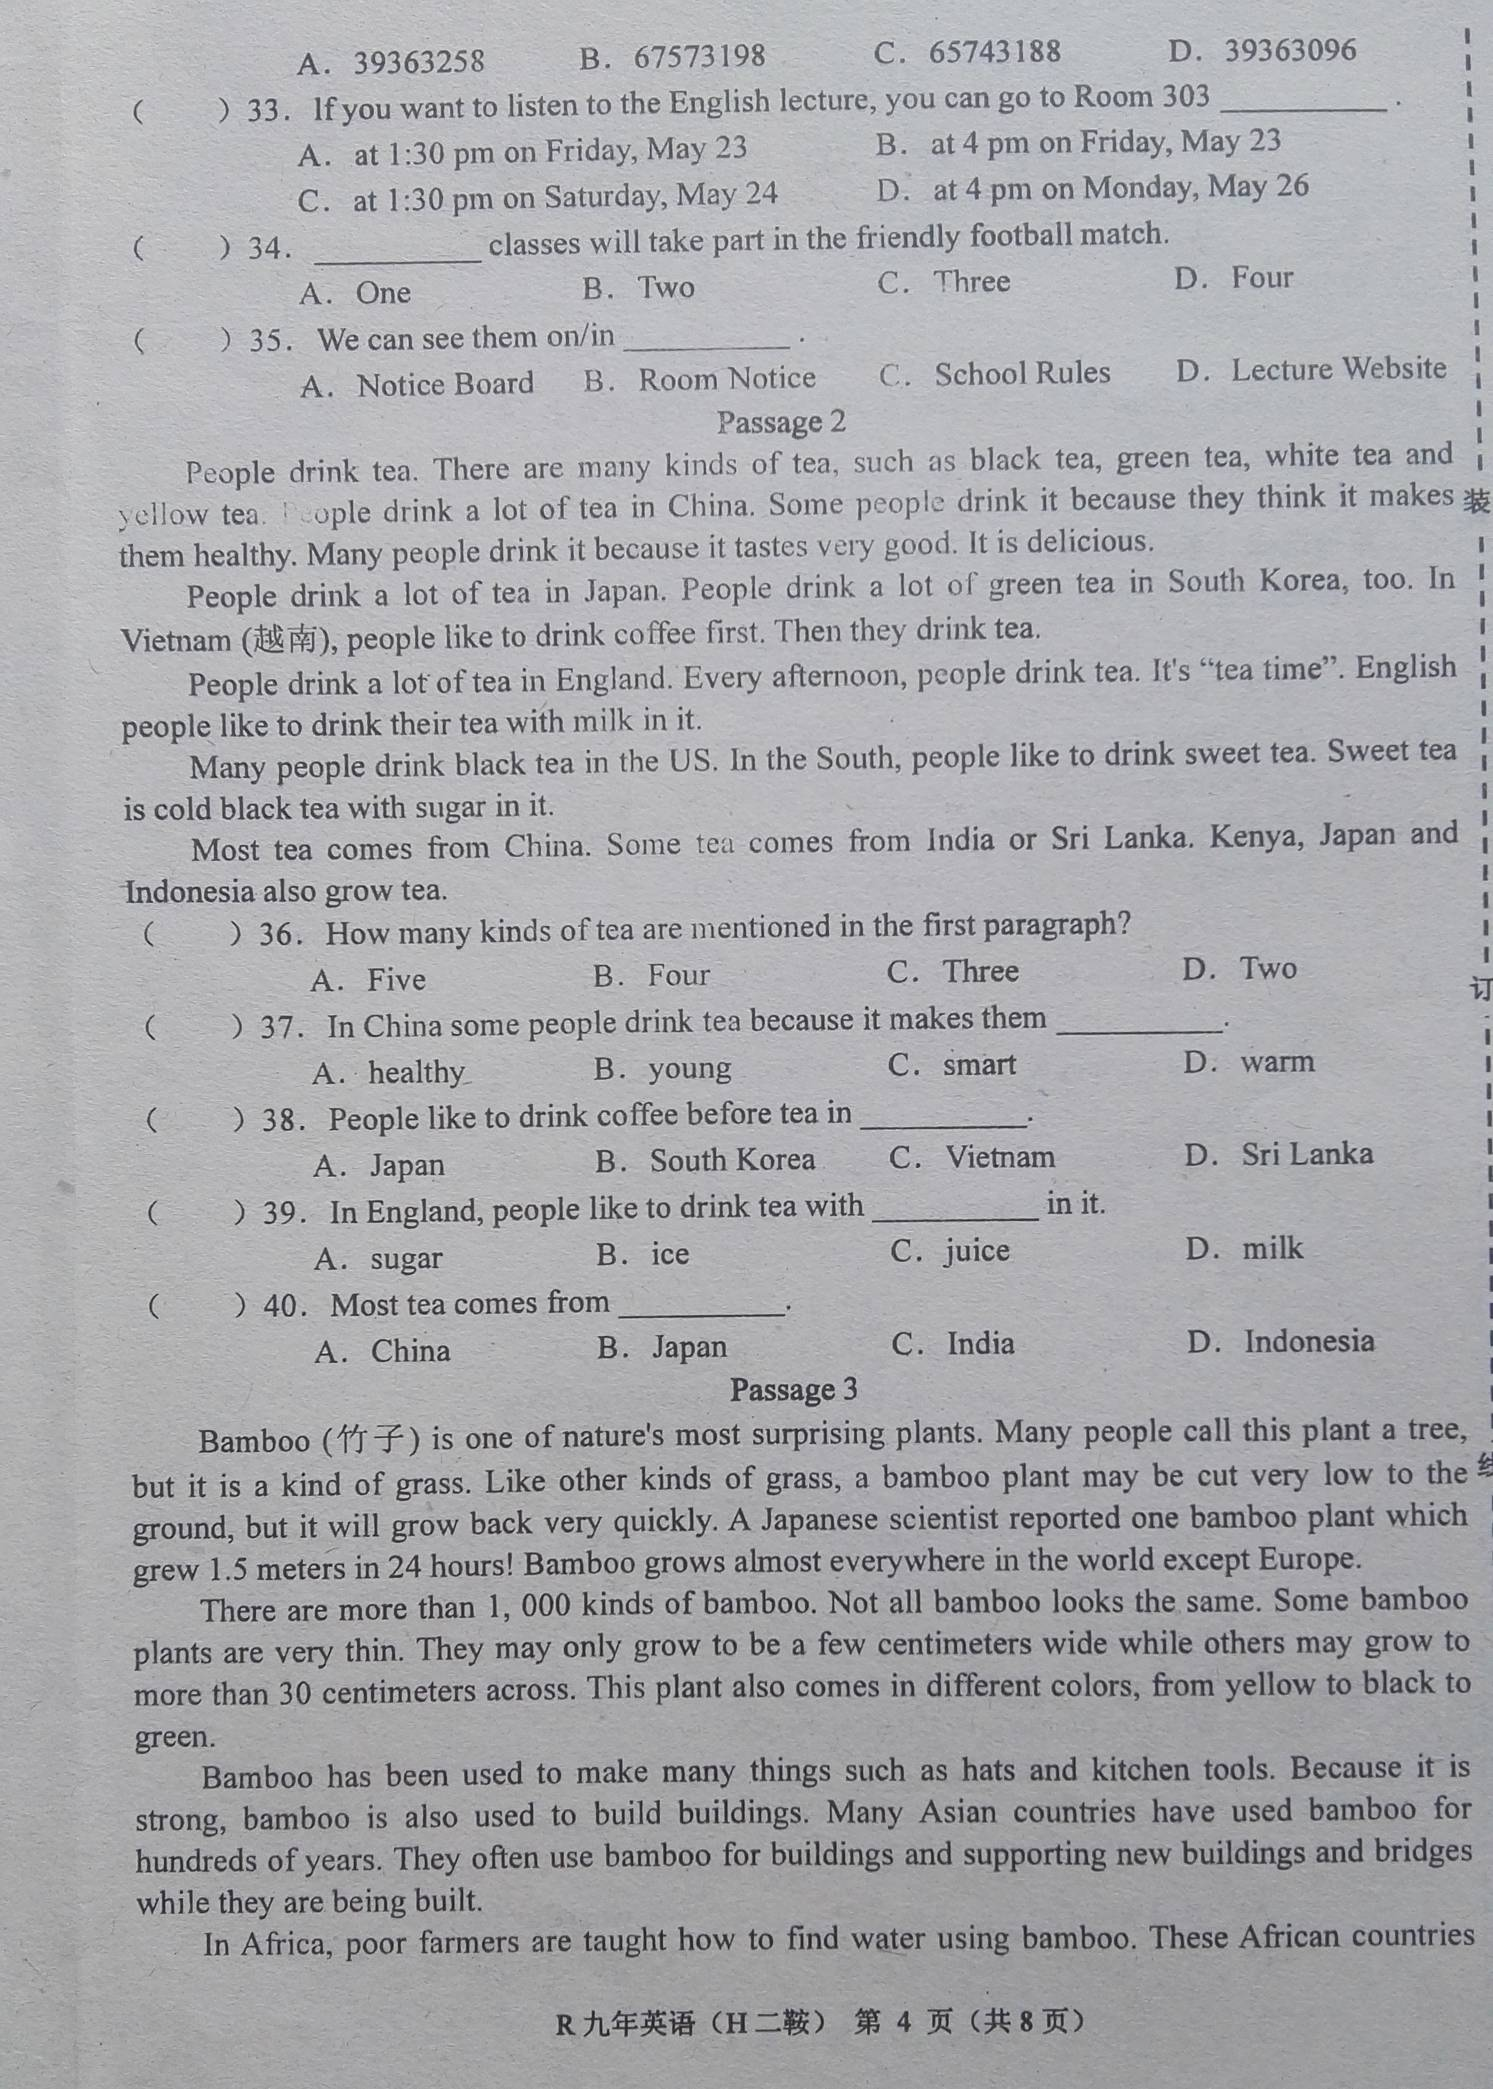 A. 39363258 B. 67573198 C. 65743188 D. 39363096
( ) 33. If you want to listen to the English lecture, you can go to Room 303 __________.
A. at 1:30 pm on Friday, May 23 B. at 4 pm on Friday, May 23
C. at 1:30 pm on Saturday, May 24 D. at 4 pm on Monday, May 26
( ) 34. __________ classes will take part in the friendly football match.
A. One B. Two C. Three D. Four
( ) 35. We can see them on/in __________.
A. Notice Board B. Room Notice C. School Rules D. Lecture Website
Passage 2
People drink tea. There are many kinds of tea, such as black tea, green tea, white tea and
yellow tea. People drink a lot of tea in China. Some people drink it because they think it makes
装
them healthy. Many people drink it because it tastes very good. It is delicious.
People drink a lot of tea in Japan. People drink a lot of green tea in South Korea, too. In
Vietnam (越南), people like to drink coffee first. Then they drink tea.
People drink a lot of tea in England. Every afternoon, people drink tea. It's “tea time”. English
people like to drink their tea with milk in it.
Many people drink black tea in the US. In the South, people like to drink sweet tea. Sweet tea
is cold black tea with sugar in it.
Most tea comes from China. Some tea comes from India or Sri Lanka. Kenya, Japan and
Indonesia also grow tea.
( ) 36. How many kinds of tea are mentioned in the first paragraph?
A. Five B. Four C. Three D. Two
订
( ) 37. In China some people drink tea because it makes them __________.
A. healthy B. young C. smart D. warm
( ) 38. People like to drink coffee before tea in __________.
A. Japan B. South Korea C. Vietnam D. Sri Lanka
( ) 39. In England, people like to drink tea with __________ in it.
A. sugar B. ice C. juice D. milk
( ) 40. Most tea comes from __________.
A. China B. Japan C. India D. Indonesia
Passage 3
Bamboo (竹子) is one of nature's most surprising plants. Many people call this plant a tree,
but it is a kind of grass. Like other kinds of grass, a bamboo plant may be cut very low to the
ground, but it will grow back very quickly. A Japanese scientist reported one bamboo plant which
grew 1.5 meters in 24 hours! Bamboo grows almost everywhere in the world except Europe.
There are more than 1, 000 kinds of bamboo. Not all bamboo looks the same. Some bamboo
plants are very thin. They may only grow to be a few centimeters wide while others may grow to
more than 30 centimeters across. This plant also comes in different colors, from yellow to black to
green.
Bamboo has been used to make many things such as hats and kitchen tools. Because it is
strong, bamboo is also used to build buildings. Many Asian countries have used bamboo for
hundreds of years. They often use bamboo for buildings and supporting new buildings and bridges
while they are being built.
In Africa, poor farmers are taught how to find water using bamboo. These African countries
R 九年英语（H 二鞍） 第 4 页（共 8 页）